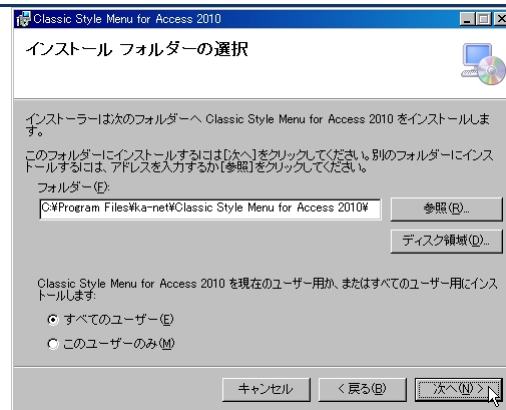 Classic Style Menu for Access 2010
インストール フォルダーの選択
インストーラーは次のフォルダーへ Classic Style Menu for Access 2010 をインストールしま
す。
このフォルダーにインストールするには[次へ]をクリックしてください。別のフォルダーにインス
トールするには、アドレスを入力するか[参照]をクリックしてください。
フォルダー(F):
C:¥Program Files¥ka-net¥Classic Style Menu for Access 2010¥
参照(R)...
ディスク領域(D)...
Classic Style Menu for Access 2010 を現在のユーザー用か、またはすべてのユーザー用にインス
トールします:
すべてのユーザー(E)
このユーザーのみ(M)
キャンセル
< 戻る(B)
次へ(N) >